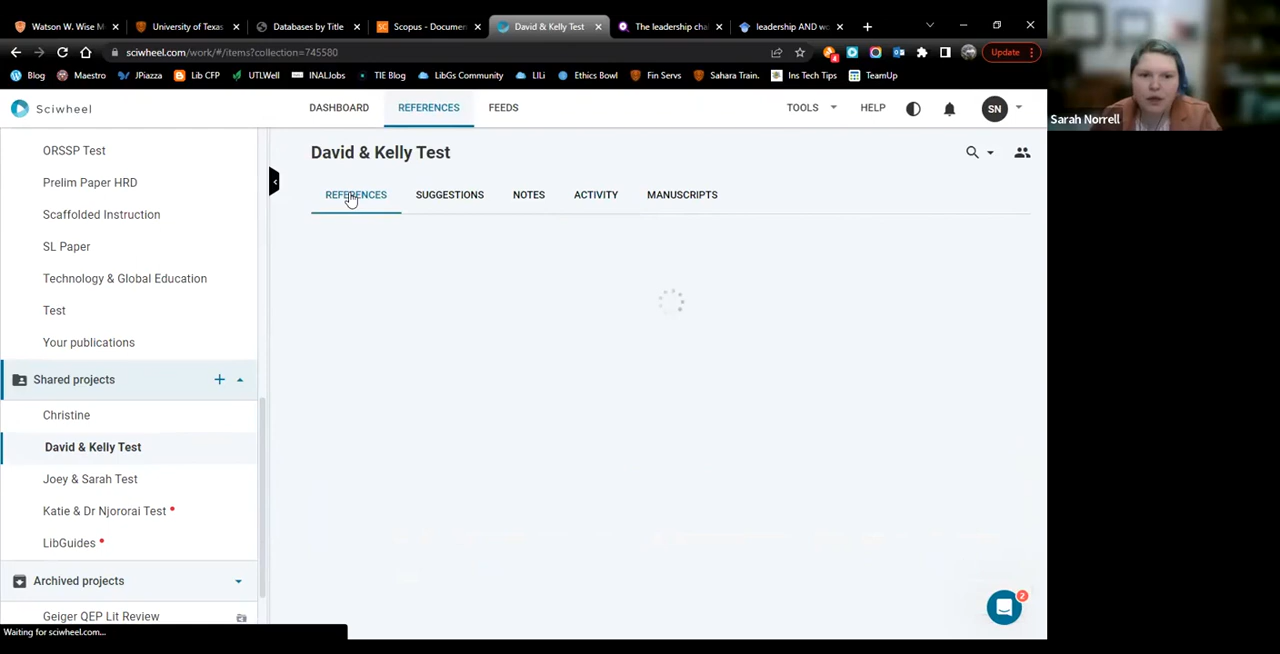 Watson W. Wise M
University of Texas
Databases by Title
Scopus - Documen
David & Kelly Test
The leadership cha
leadership AND wo
sciwheel.com/work/#/items?collection=745580
Update
Blog
Maestro
JPiazza
Lib CFP
UTLWell
INALJobs
TIE Blog
LibGs Community
LILi
Ethics Bowl
Fin Servs
Sahara Train.
Ins Tech Tips
TeamUp
Sarah Norrell
Sciwheel
DASHBOARD
REFERENCES
FEEDS
TOOLS
HELP
SN
ORSSP Test
Prelim Paper HRD
Scaffolded Instruction
SL Paper
Technology & Global Education
Test
Your publications
Shared projects
Christine
David & Kelly Test
Joey & Sarah Test
Katie & Dr Njororai Test
LibGuides
Archived projects
Geiger QEP Lit Review
Waiting for sciwheel.com...
David & Kelly Test
REFERENCES
SUGGESTIONS
NOTES
ACTIVITY
MANUSCRIPTS
2